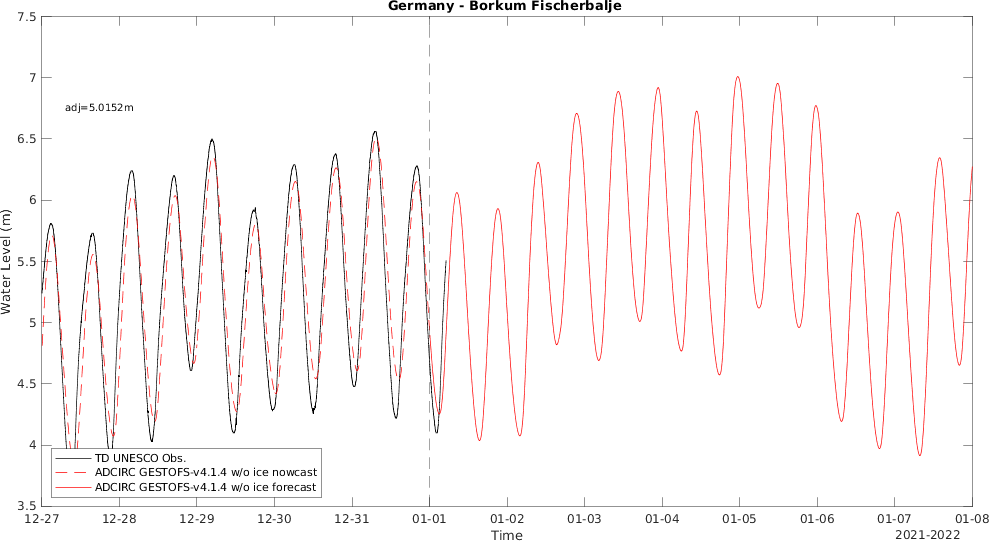 Germany - Borkum Fischerbalje
7.5
7
6.5
6
5.5
5
4.5
4
3.5
Water Level (m)
adj=5.0152m
TD UNESCO Obs.
ADCIRC GESTOFS-v4.1.4 w/o ice nowcast
ADCIRC GESTOFS-v4.1.4 w/o ice forecast
12-27 12-28 12-29 12-30 12-31 01-01 01-02 01-03 01-04 01-05 01-06 01-07 01-08
Time
2021-2022